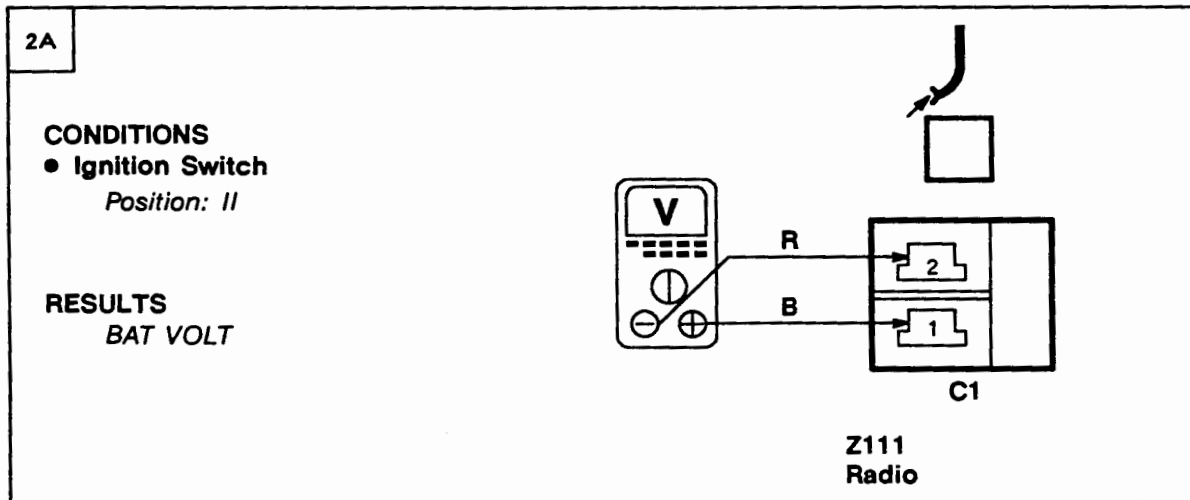 2A
CONDITIONS
● Ignition Switch
Position: II
RESULTS
BAT VOLT
V
R
B
2
1
C1
Z111
Radio